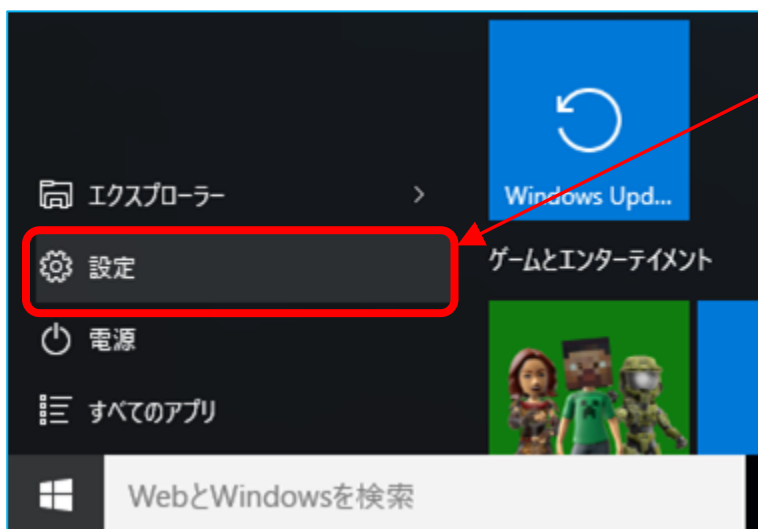 Windows Upd...
エクスプローラー
設定
電源
すべてのアプリ
ゲームとエンターテイメント
WebとWindowsを検索